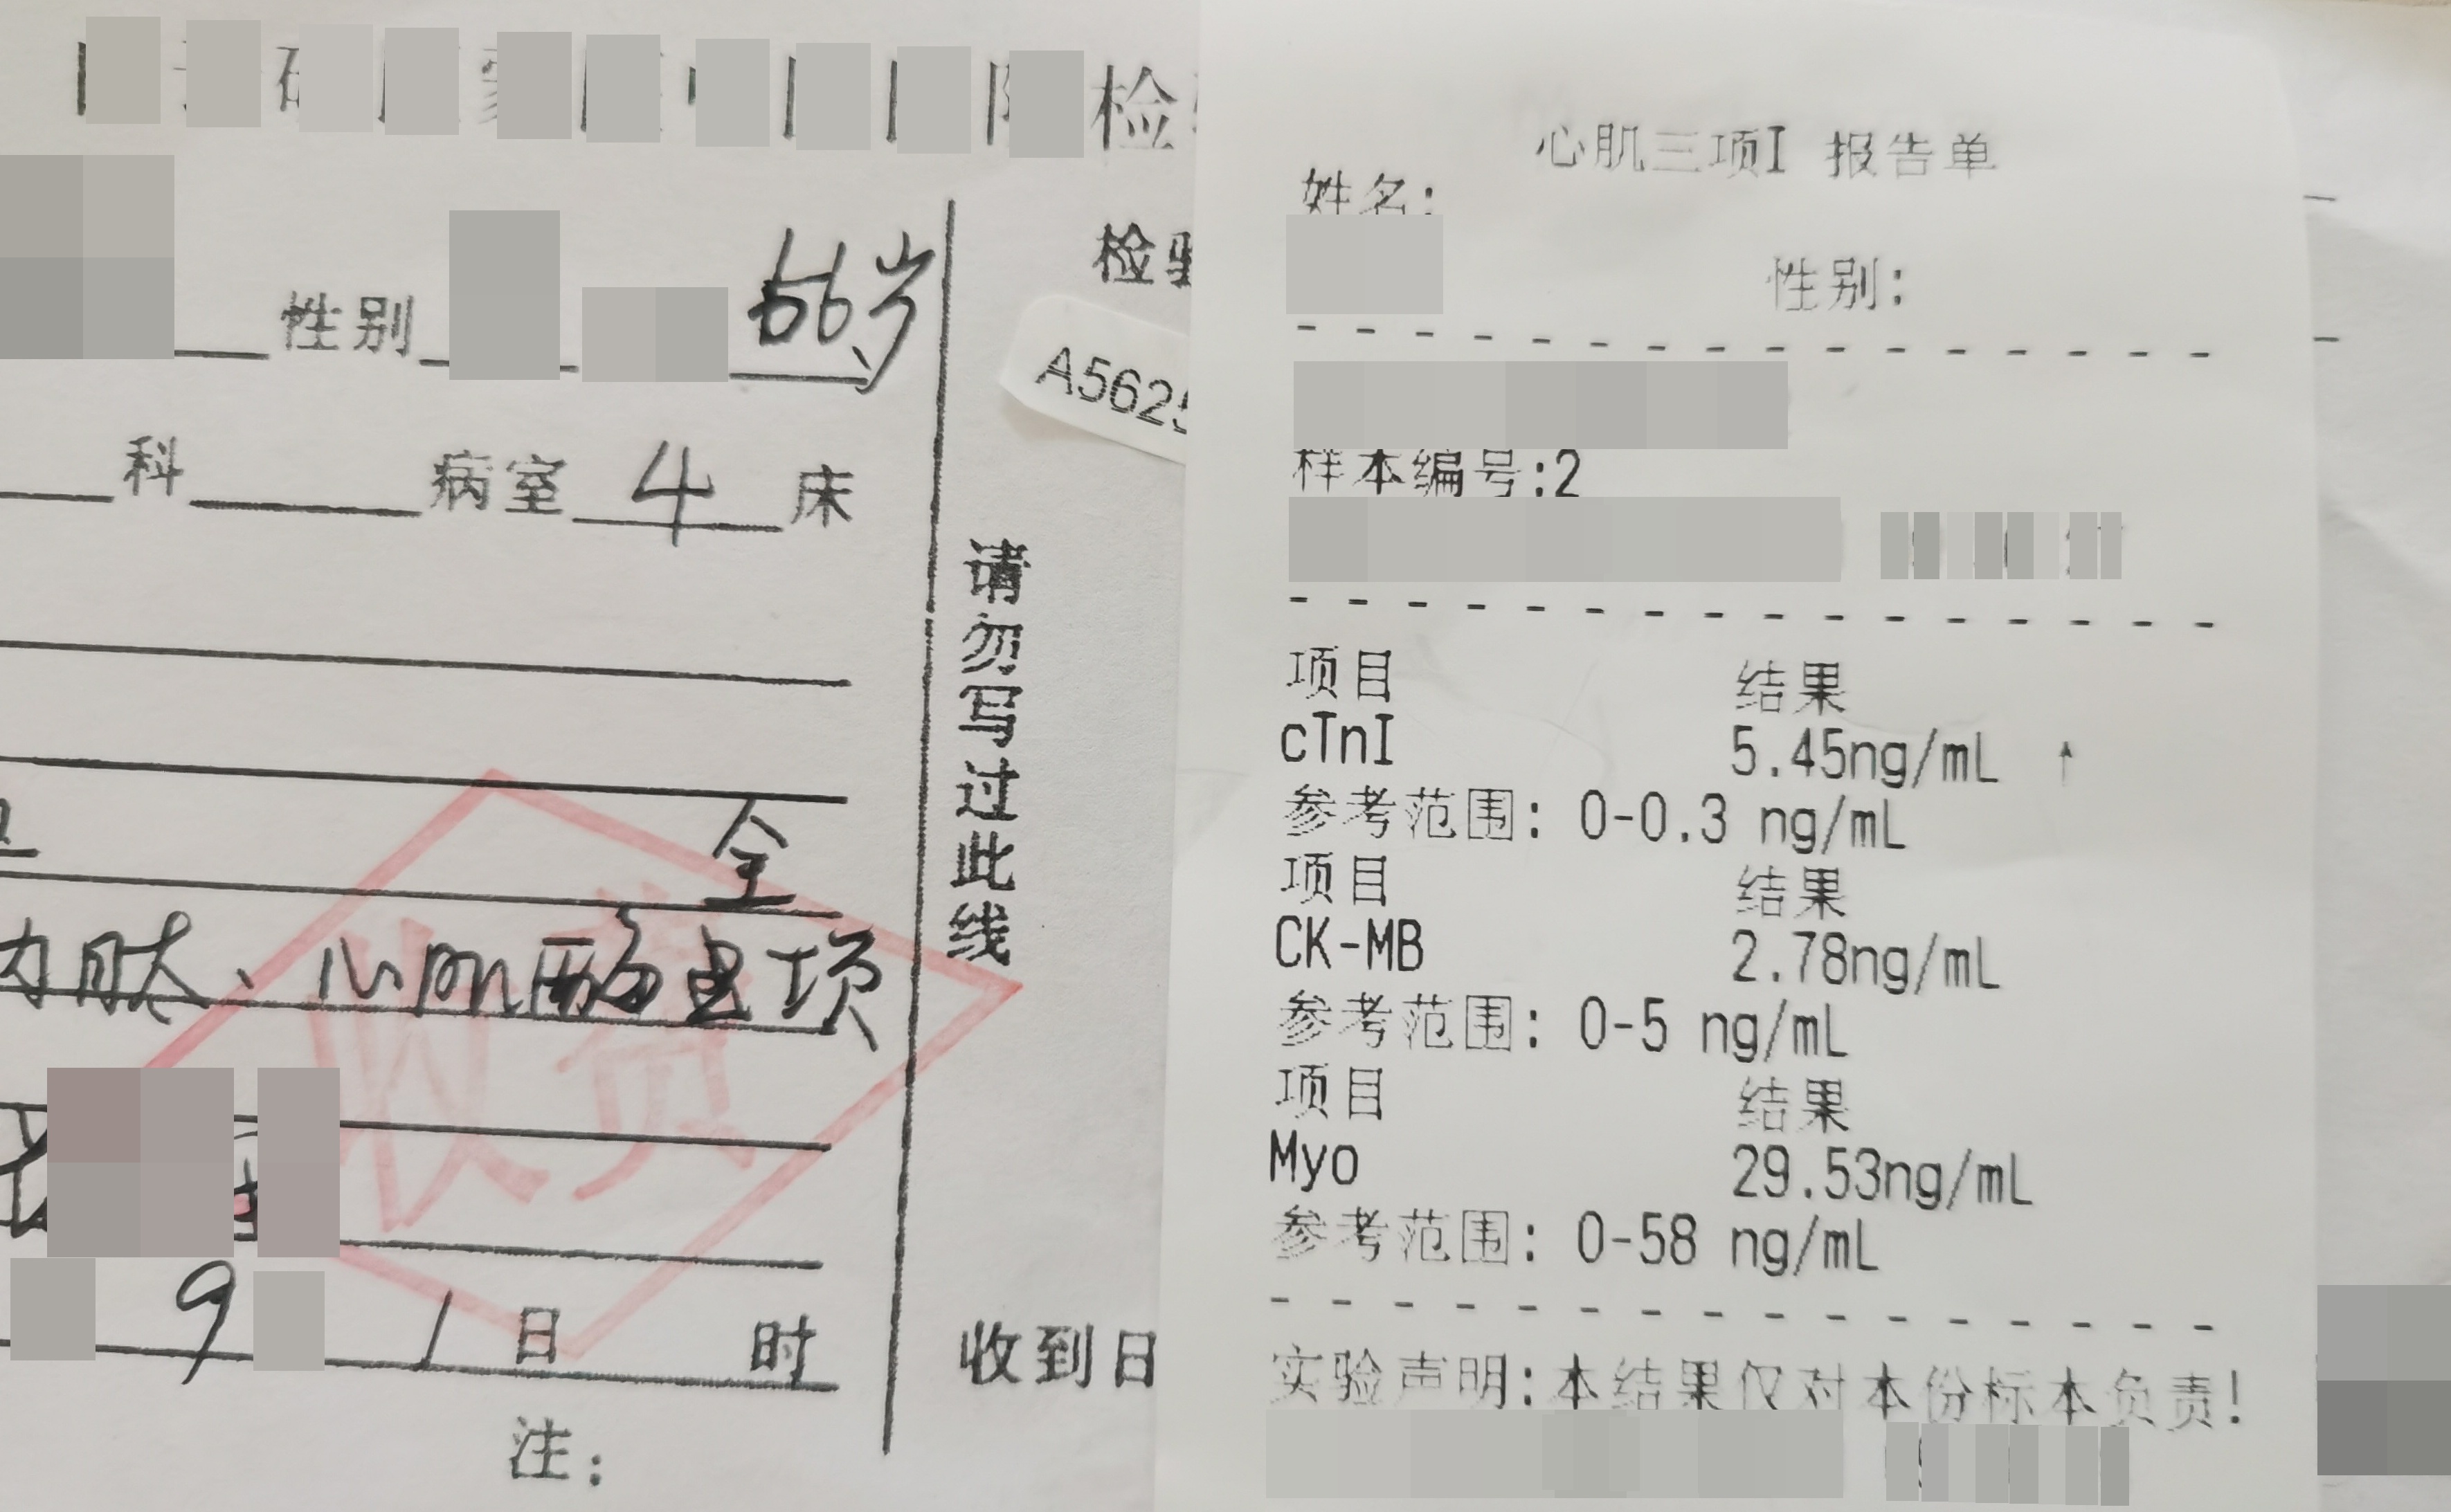 检
性别 66岁
科 病室 4 床
全
肽、心肌酶三项
9 1 日 时
注:
检验
A5625
请勿写过此线
收费
收到日
心肌三项I 报告单
姓名:
性别:
样本编号:2
项目 结果
cTnI 5.45ng/mL ↑
参考范围: 0-0.3 ng/mL
项目 结果
CK-MB 2.78ng/mL
参考范围: 0-5 ng/mL
项目 结果
Myo 29.53ng/mL
参考范围: 0-58 ng/mL
实验声明:本结果仅对本份标本负责!